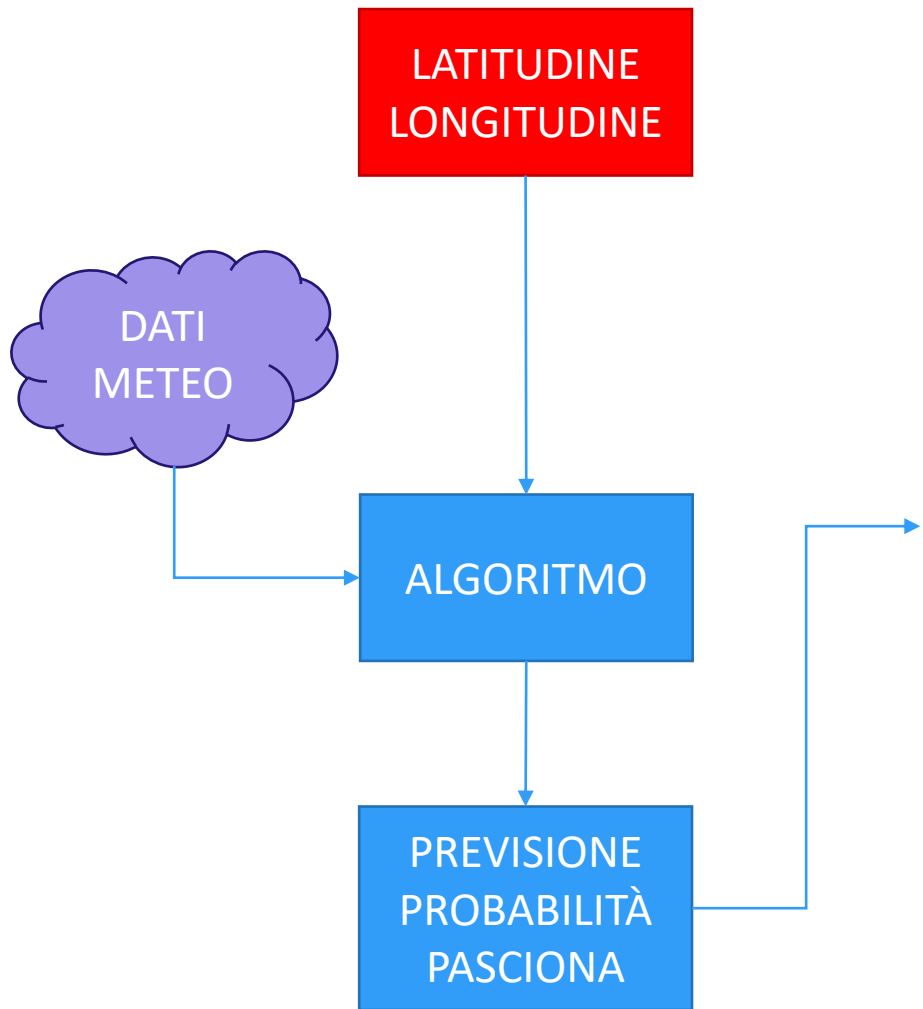 LATITUDINE
LONGITUDINE
DATI
METEO
ALGORITMO
PREVISIONE
PROBABILITÀ
PASCIONA